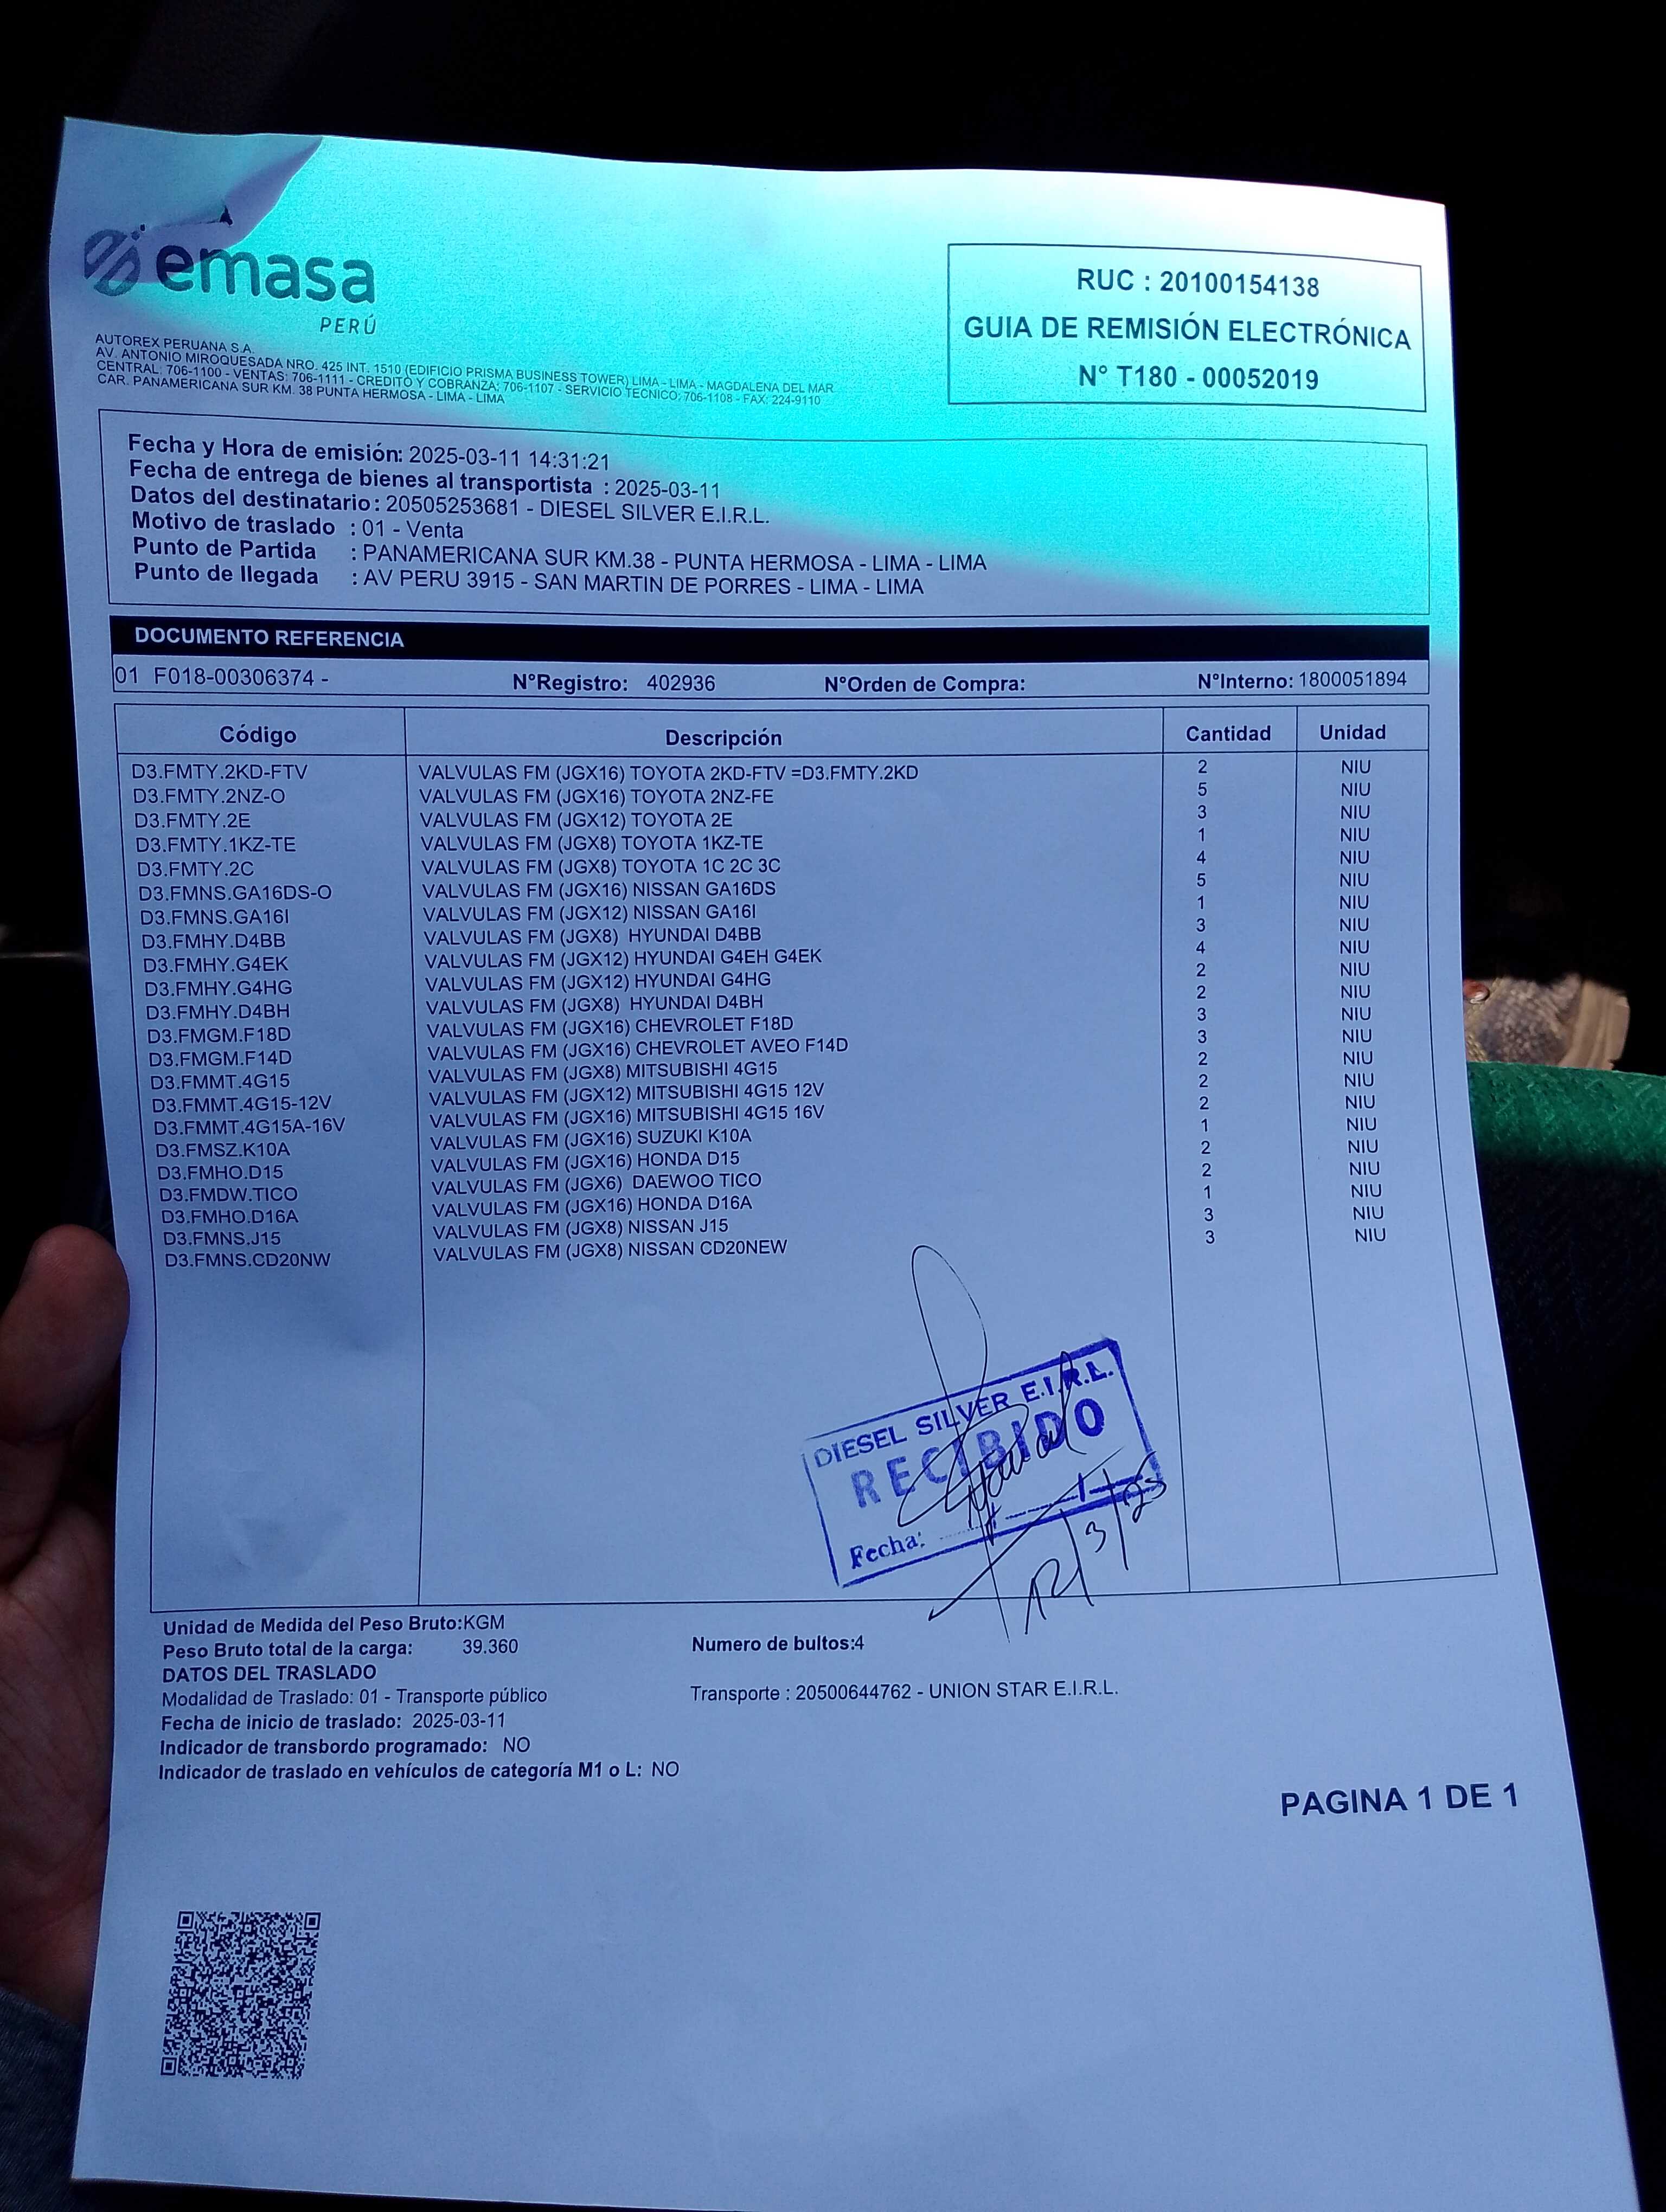 emasa
PERÚ
AUTOREX PERUANA S.A.
AV. ANTONIO MIROQUESADA NRO. 425 INT. 1510 (EDIFICIO PRISMA BUSINESS TOWER) LIMA - LIMA - MAGDALENA DEL MAR
CENTRAL: 706-1100 - VENTAS: 706-1111 - CREDITO Y COBRANZA: 706-1107 - SERVICIO TECNICO: 706-1108 - FAX: 224-9110
CAR. PANAMERICANA SUR KM. 38 PUNTA HERMOSA - LIMA - LIMA
RUC : 20100154138
GUIA DE REMISIÓN ELECTRÓNICA
N° T180 - 00052019
Fecha y Hora de emisión: 2025-03-11 14:31:21
Fecha de entrega de bienes al transportista : 2025-03-11
Datos del destinatario: 20505253681 - DIESEL SILVER E.I.R.L.
Motivo de traslado : 01 - Venta
Punto de Partida : PANAMERICANA SUR KM.38 - PUNTA HERMOSA - LIMA - LIMA
Punto de llegada : AV PERU 3915 - SAN MARTIN DE PORRES - LIMA - LIMA
DOCUMENTO REFERENCIA
01 F018-00306374 - N°Registro: 402936 N°Orden de Compra: N°Interno: 1800051894
Código Descripción Cantidad Unidad
D3.FMTY.2KD-FTV VALVULAS FM (JGX16) TOYOTA 2KD-FTV =D3.FMTY.2KD 2 NIU
D3.FMTY.2NZ-O VALVULAS FM (JGX16) TOYOTA 2NZ-FE 5 NIU
D3.FMTY.2E VALVULAS FM (JGX12) TOYOTA 2E 3 NIU
D3.FMTY.1KZ-TE VALVULAS FM (JGX8) TOYOTA 1KZ-TE 1 NIU
D3.FMTY.2C VALVULAS FM (JGX8) TOYOTA 1C 2C 3C 4 NIU
D3.FMNS.GA16DS-O VALVULAS FM (JGX16) NISSAN GA16DS 5 NIU
D3.FMNS.GA16I VALVULAS FM (JGX12) NISSAN GA16I 1 NIU
D3.FMHY.D4BB VALVULAS FM (JGX8) HYUNDAI D4BB 3 NIU
D3.FMHY.G4EK VALVULAS FM (JGX12) HYUNDAI G4EH G4EK 4 NIU
D3.FMHY.G4HG VALVULAS FM (JGX12) HYUNDAI G4HG 2 NIU
D3.FMHY.D4BH VALVULAS FM (JGX8) HYUNDAI D4BH 2 NIU
D3.FMGM.F18D VALVULAS FM (JGX16) CHEVROLET F18D 3 NIU
D3.FMGM.F14D VALVULAS FM (JGX16) CHEVROLET AVEO F14D 3 NIU
D3.FMMT.4G15 VALVULAS FM (JGX8) MITSUBISHI 4G15 2 NIU
D3.FMMT.4G15-12V VALVULAS FM (JGX12) MITSUBISHI 4G15 12V 2 NIU
D3.FMMT.4G15A-16V VALVULAS FM (JGX16) MITSUBISHI 4G15 16V 2 NIU
D3.FMSZ.K10A VALVULAS FM (JGX16) SUZUKI K10A 1 NIU
D3.FMHO.D15 VALVULAS FM (JGX16) HONDA D15 2 NIU
D3.FMDW.TICO VALVULAS FM (JGX6) DAEWOO TICO 2 NIU
D3.FMHO.D16A VALVULAS FM (JGX16) HONDA D16A 1 NIU
D3.FMNS.J15 VALVULAS FM (JGX8) NISSAN J15 3 NIU
D3.FMNS.CD20NW VALVULAS FM (JGX8) NISSAN CD20NEW 3 NIU
DIESEL SILVER E.I.R.L.
RECIBIDO
Fecha:
12/3/25
Unidad de Medida del Peso Bruto:KGM
Peso Bruto total de la carga: 39.360 Numero de bultos:4
DATOS DEL TRASLADO
Modalidad de Traslado: 01 - Transporte público Transporte : 20500644762 - UNION STAR E.I.R.L.
Fecha de inicio de traslado: 2025-03-11
Indicador de transbordo programado: NO
Indicador de traslado en vehículos de categoría M1 o L: NO
PAGINA 1 DE 1